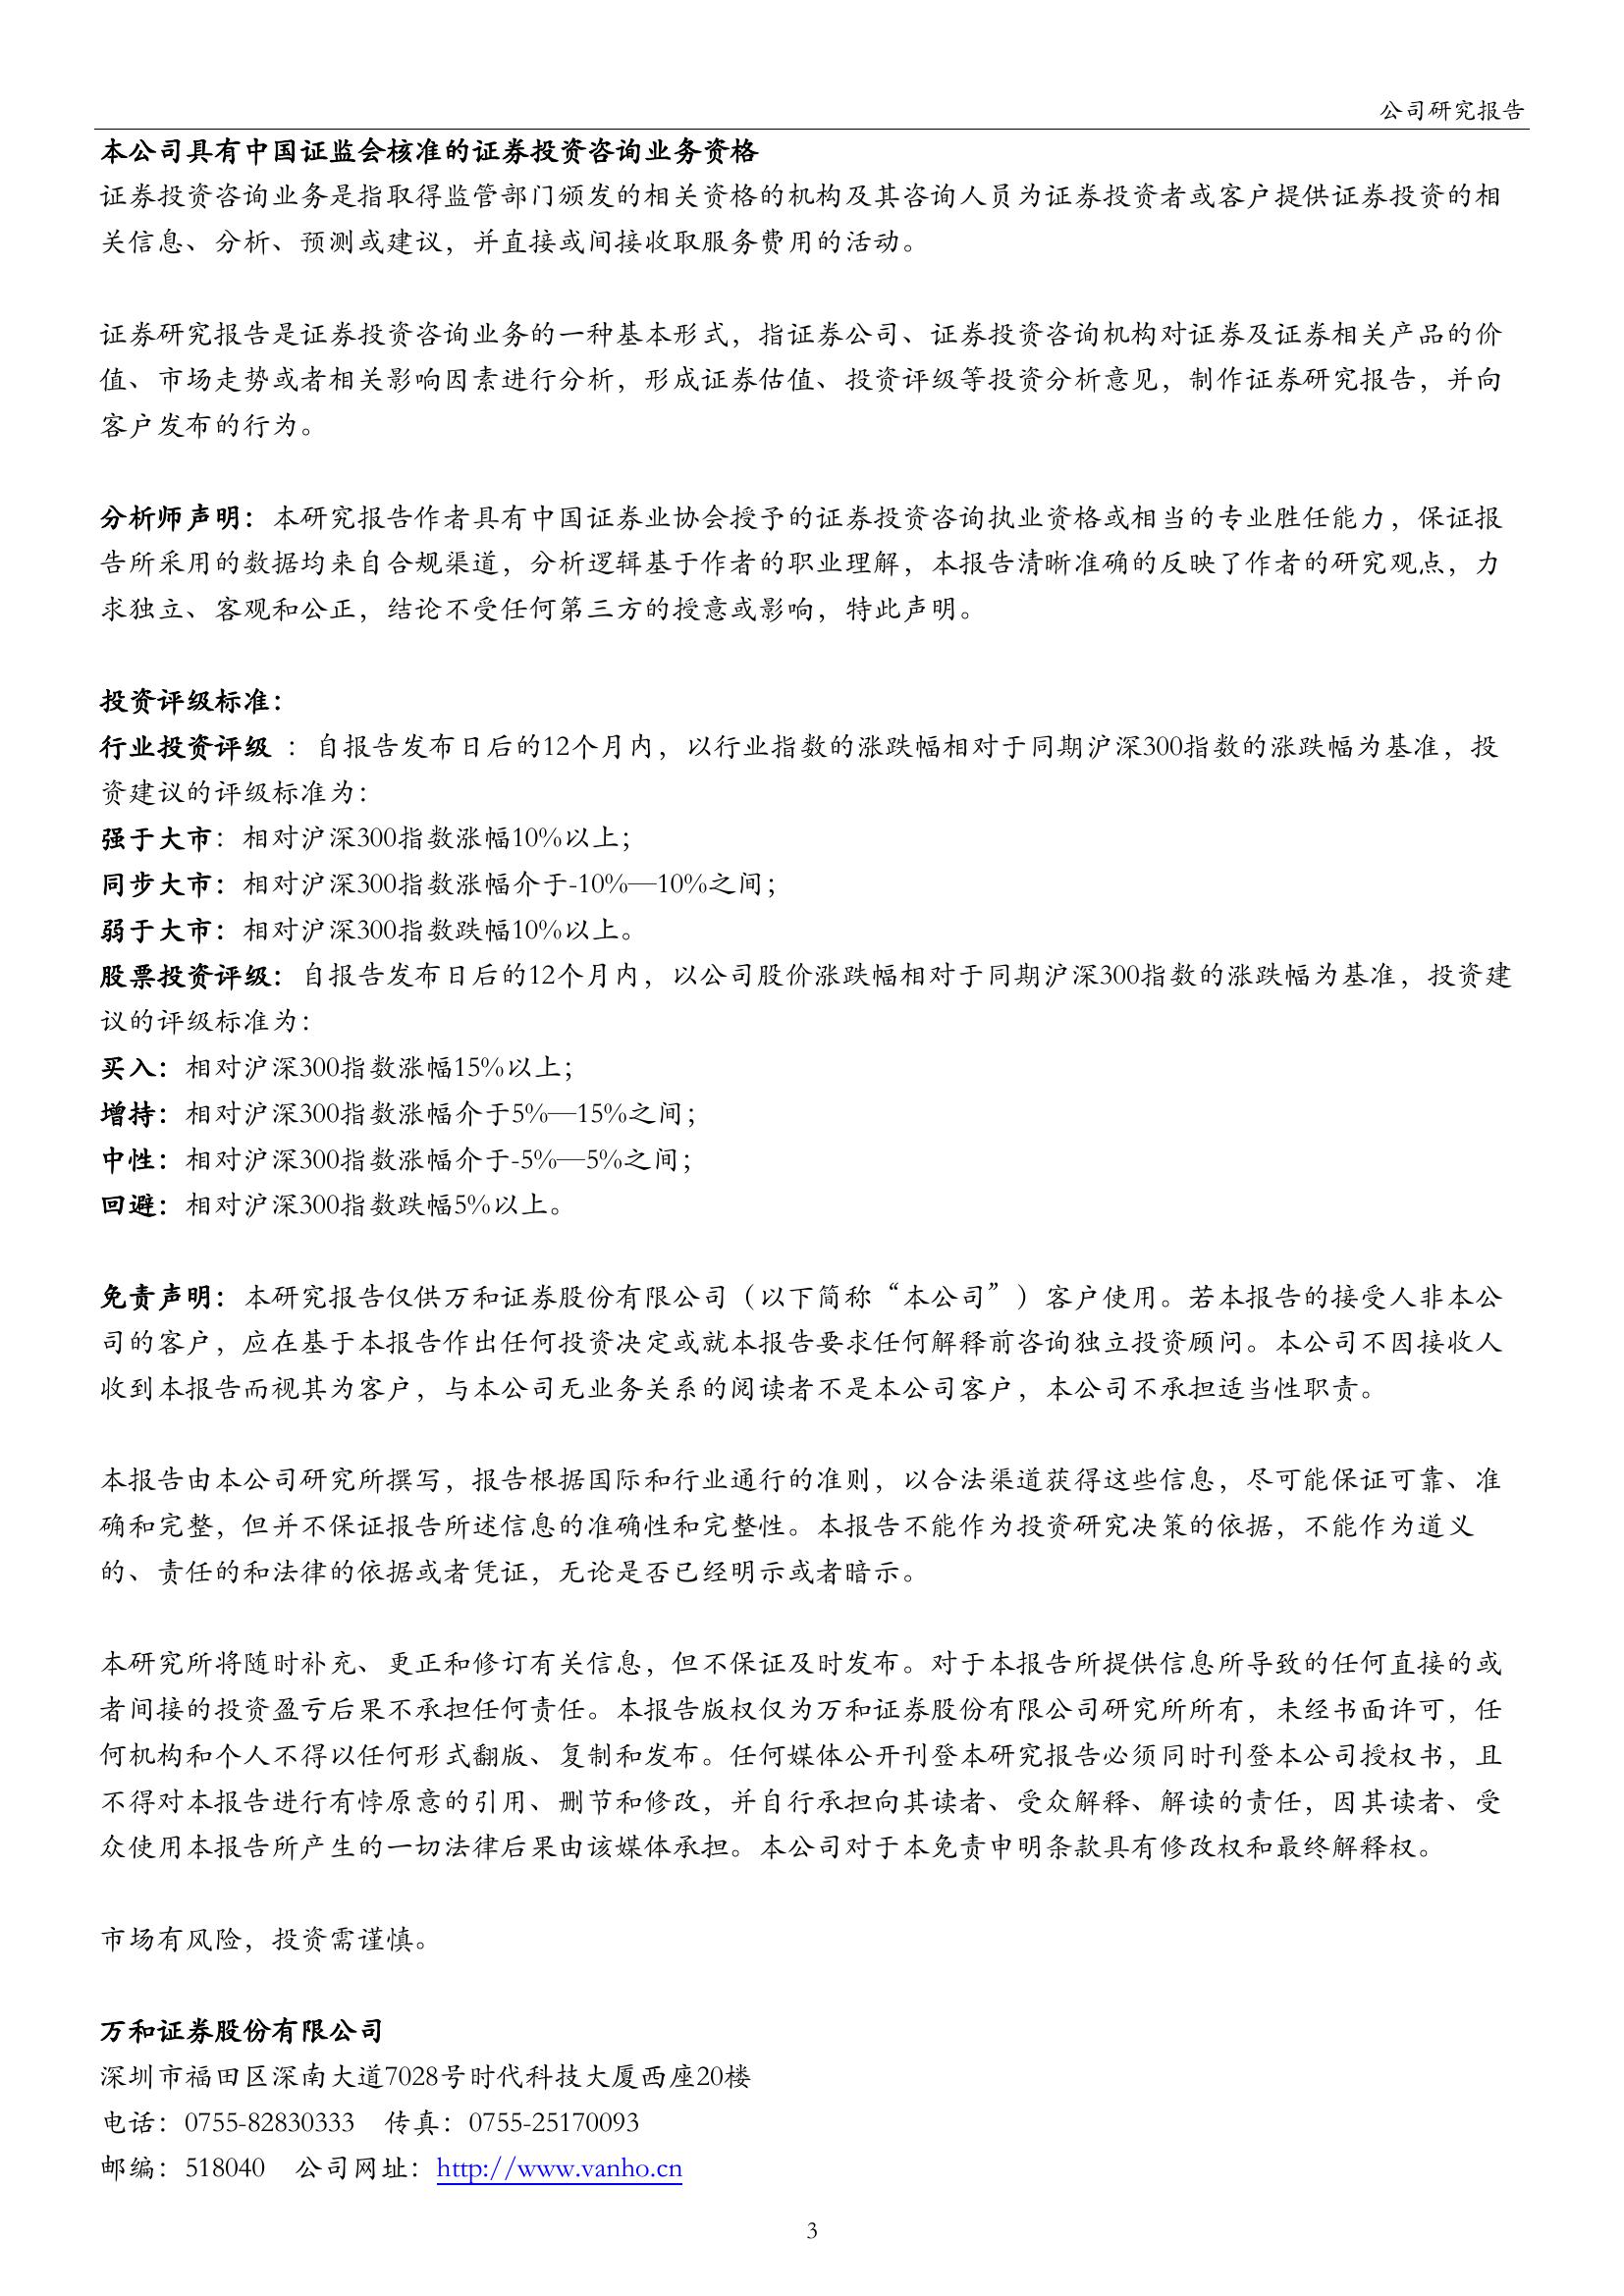 公司研究报告
本公司具有中国证监会核准的证券投资咨询业务资格
证券投资咨询业务是指取得监管部门颁发的相关资格的机构及其咨询人员为证券投资者或客户提供证券投资的相
关信息、分析、预测或建议，并直接或间接收取服务费用的活动。
证券研究报告是证券投资咨询业务的一种基本形式，指证券公司、证券投资咨询机构对证券及证券相关产品的价
值、市场走势或者相关影响因素进行分析，形成证券估值、投资评级等投资分析意见，制作证券研究报告，并向
客户发布的行为。
分析师声明：本研究报告作者具有中国证券业协会授予的证券投资咨询执业资格或相当的专业胜任能力，保证报
告所采用的数据均来自合规渠道，分析逻辑基于作者的职业理解，本报告清晰准确的反映了作者的研究观点，力
求独立、客观和公正，结论不受任何第三方的授意或影响，特此声明。
投资评级标准：
行业投资评级 ：自报告发布日后的12个月内，以行业指数的涨跌幅相对于同期沪深300指数的涨跌幅为基准，投
资建议的评级标准为：
强于大市：相对沪深300指数涨幅10%以上；
同步大市：相对沪深300指数涨幅介于-10%—10%之间；
弱于大市：相对沪深300指数跌幅10%以上。
股票投资评级：自报告发布日后的12个月内，以公司股价涨跌幅相对于同期沪深300指数的涨跌幅为基准，投资建
议的评级标准为：
买入：相对沪深300指数涨幅15%以上；
增持：相对沪深300指数涨幅介于5%—15%之间；
中性：相对沪深300指数涨幅介于-5%—5%之间；
回避：相对沪深300指数跌幅5%以上。
免责声明：本研究报告仅供万和证券股份有限公司（以下简称“本公司”）客户使用。若本报告的接受人非本公
司的客户，应在基于本报告作出任何投资决定或就本报告要求任何解释前咨询独立投资顾问。本公司不因接收人
收到本报告而视其为客户，与本公司无业务关系的阅读者不是本公司客户，本公司不承担适当性职责。
本报告由本公司研究所撰写，报告根据国际和行业通行的准则，以合法渠道获得这些信息，尽可能保证可靠、准
确和完整，但并不保证报告所述信息的准确性和完整性。本报告不能作为投资研究决策的依据，不能作为道义
的、责任的和法律的依据或者凭证，无论是否已经明示或者暗示。
本研究所将随时补充、更正和修订有关信息，但不保证及时发布。对于本报告所提供信息所导致的任何直接的或
者间接的投资盈亏后果不承担任何责任。本报告版权仅为万和证券股份有限公司研究所所有，未经书面许可，任
何机构和个人不得以任何形式翻版、复制和发布。任何媒体公开刊登本研究报告必须同时刊登本公司授权书，且
不得对本报告进行有悖原意的引用、删节和修改，并自行承担向其读者、受众解释、解读的责任，因其读者、受
众使用本报告所产生的一切法律后果由该媒体承担。本公司对于本免责申明条款具有修改权和最终解释权。
市场有风险，投资需谨慎。
万和证券股份有限公司
深圳市福田区深南大道7028号时代科技大厦西座20楼
电话：0755-82830333 传真：0755-25170093
邮编：518040 公司网址：http://www.vanho.cn
3